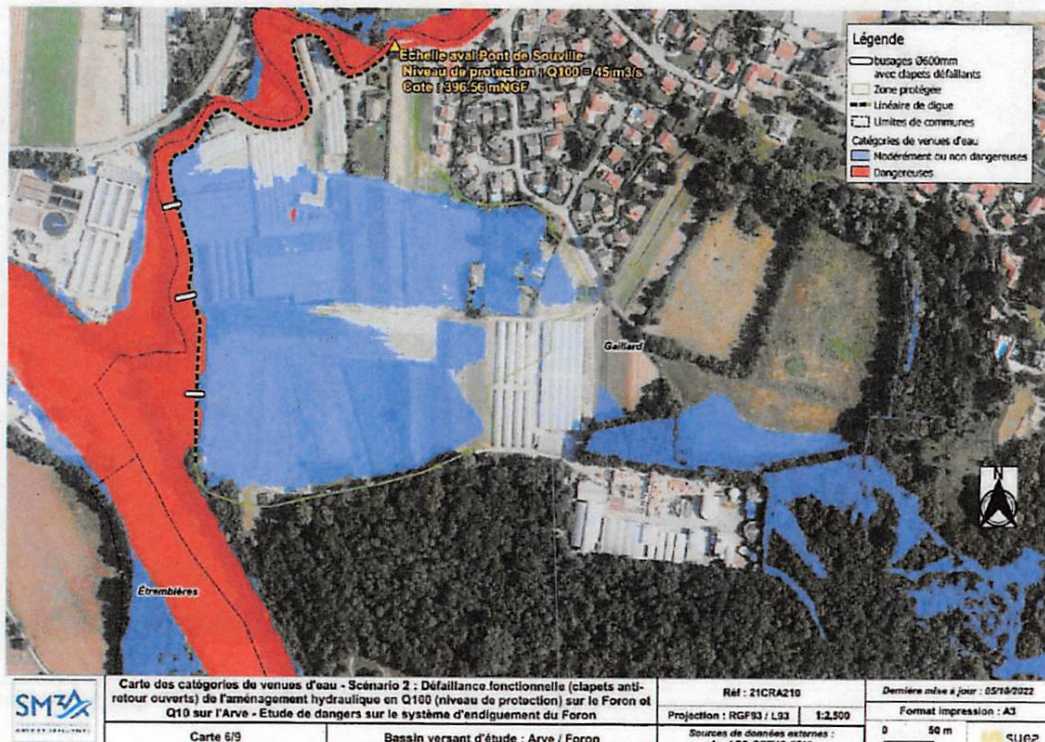 Echelle aval Pont de Souville
Niveau de protection : Q100 = 45 m3/s
Cote : 396.56 mNGF
Légende
busages Ø600mm
avec clapets défaillants
Zone protégée
Linéaire de digue
Limites de communes
Catégories de venues d'eau
Modérément ou non dangereuses
Dangereuses
Gaillard
N
Étrembières
SM3A
Carte des catégories de venues d'eau - Scénario 2 : Défaillance fonctionnelle (clapets anti-
retour ouverts) de l'aménagement hydraulique en Q100 (niveau de protection) sur le Foron et
Q10 sur l'Arve - Etude de dangers sur le système d'endiguement du Foron
Carte 6/9
Bassin versant d'étude : Arve / Foron
Réf : 21CRA210
Projection : RGF93 / L93
1:2,500
Sources de données externes :
Dernière mise à jour : 05/10/2022
Format impression : A3
0 50 m
suez